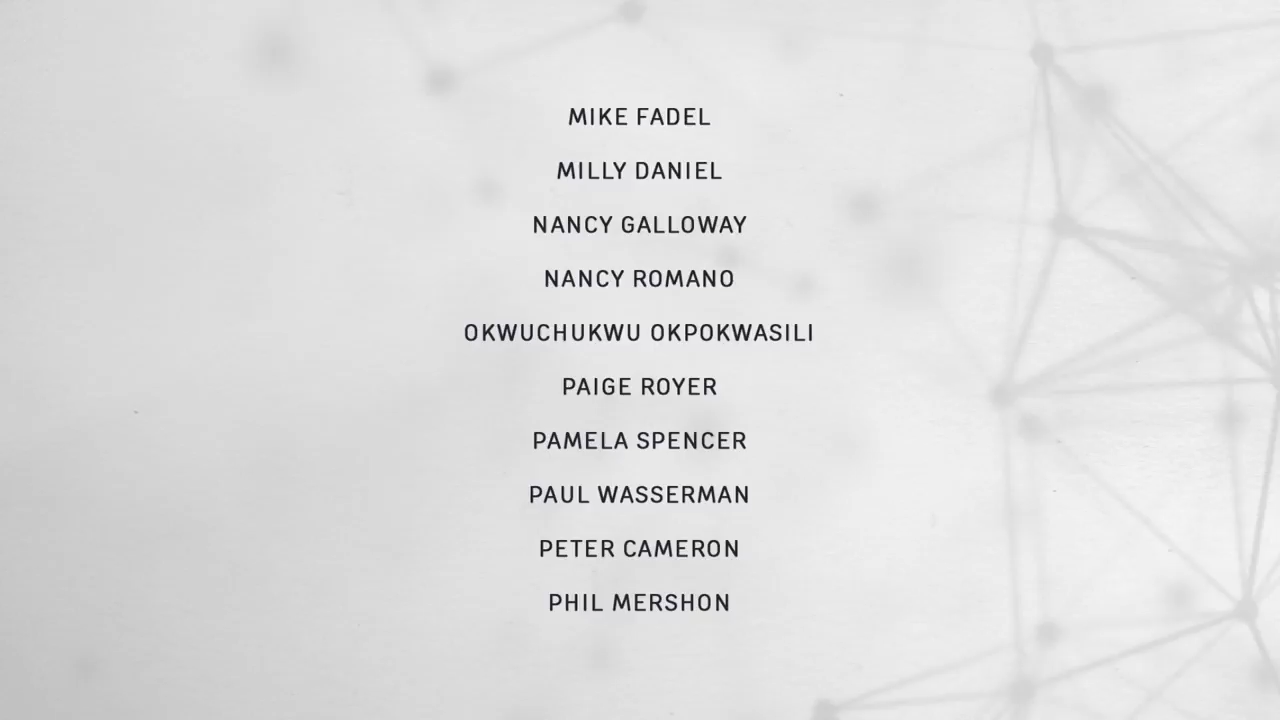 MIKE FADEL
MILLY DANIEL
NANCY GALLOWAY
NANCY ROMANO
OKWUCHUKWU OKPOKWASILI
PAIGE ROYER
PAMELA SPENCER
PAUL WASSERMAN
PETER CAMERON
PHIL MERSHON